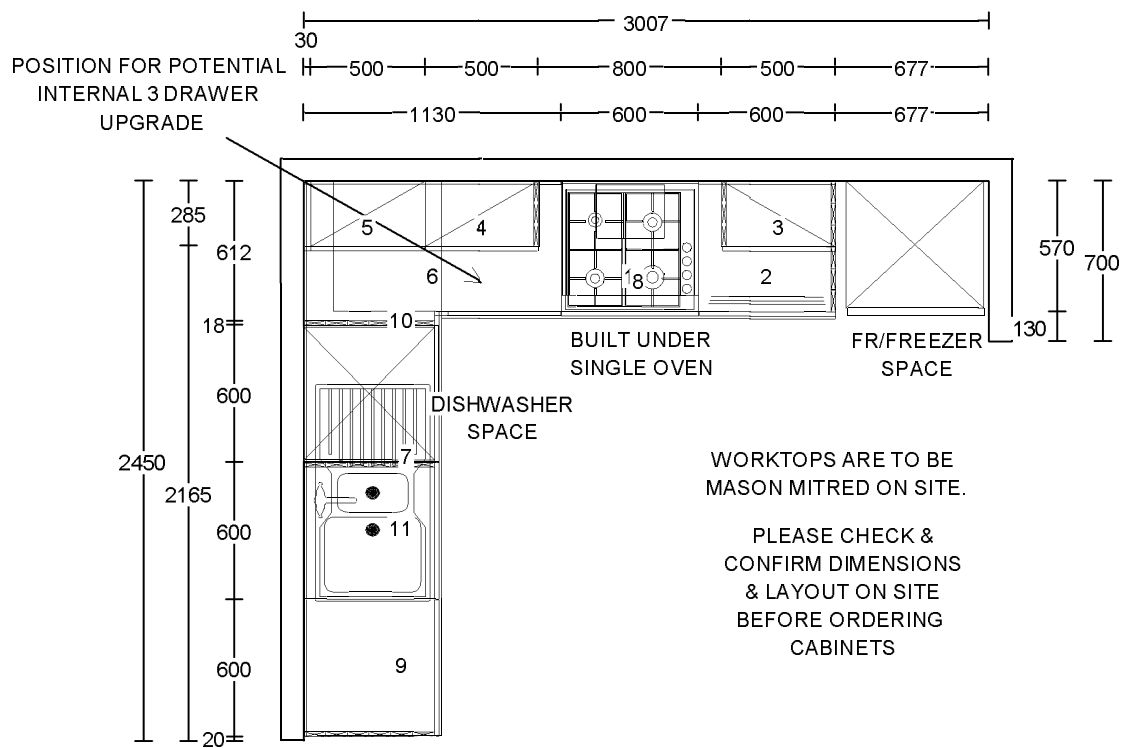 3007
30
500 500 800 500 677
1130 600 600 677
POSITION FOR POTENTIAL
INTERNAL 3 DRAWER
UPGRADE
285
612
18
600
2450
2165
600
600
20
5
4
3
6
18
2
10
7
11
9
570
700
130
BUILT UNDER
SINGLE OVEN
FR/FREEZER
SPACE
DISHWASHER
SPACE
WORKTOPS ARE TO BE
MASON MITRED ON SITE.
PLEASE CHECK &
CONFIRM DIMENSIONS
& LAYOUT ON SITE
BEFORE ORDERING
CABINETS